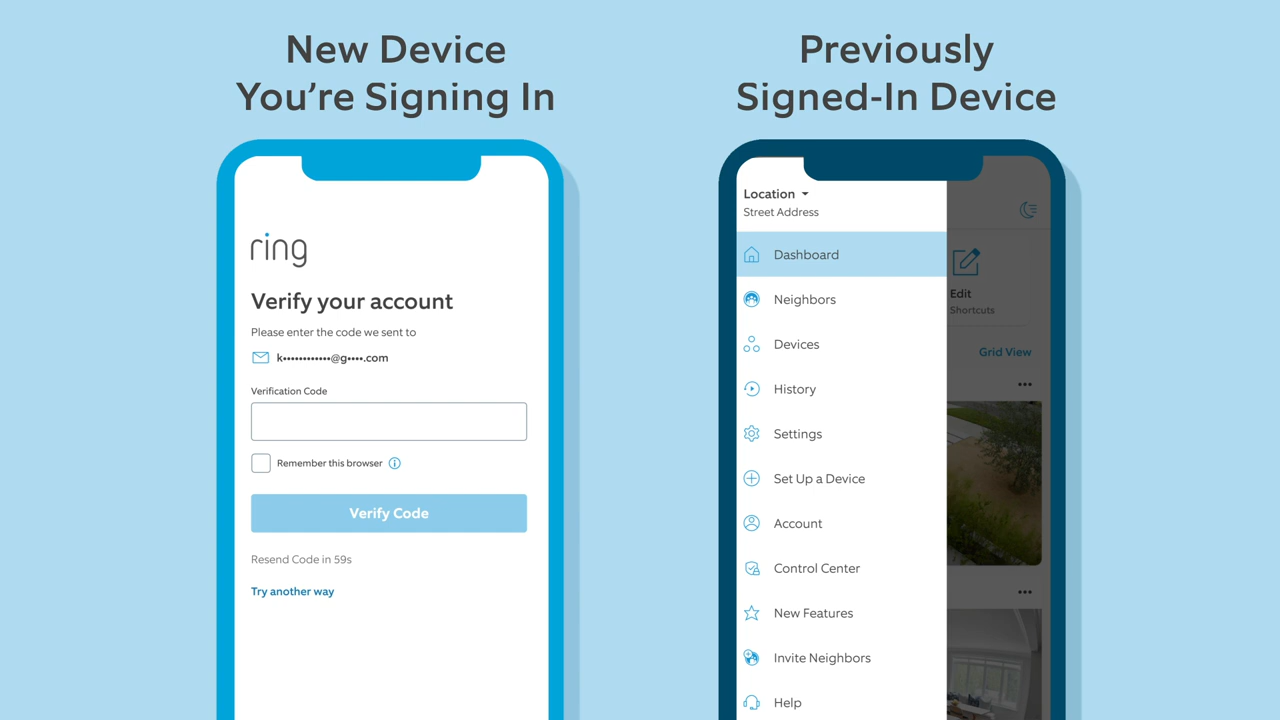 New Device
You're Signing In
ring
Verify your account
Please enter the code we sent to
k••••••••••••@g••••.com
Verification Code
Remember this browser
Verify Code
Resend Code in 59s
Try another way
Previously
Signed-In Device
Location
Street Address
Dashboard
Neighbors
Devices
History
Settings
Set Up a Device
Account
Control Center
New Features
Invite Neighbors
Help
Edit
Shortcuts
Grid View